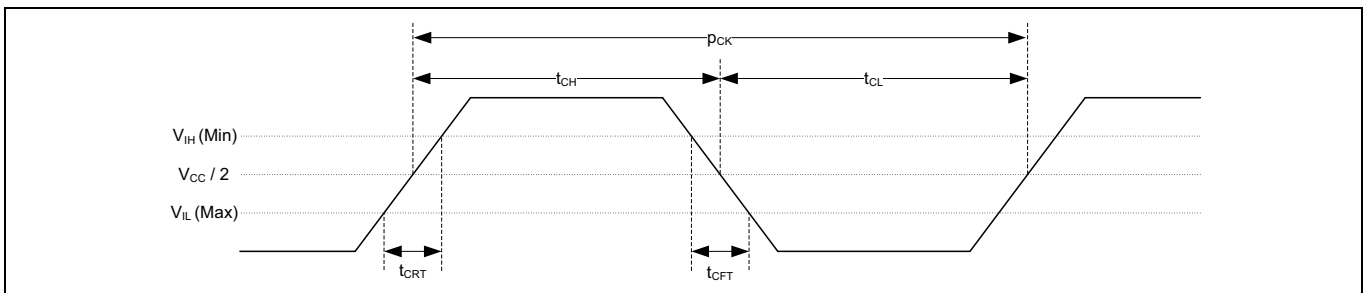 pCK
tCH
tCL
VIH (Min)
VCC / 2
VIL (Max)
tCRT
tCFT